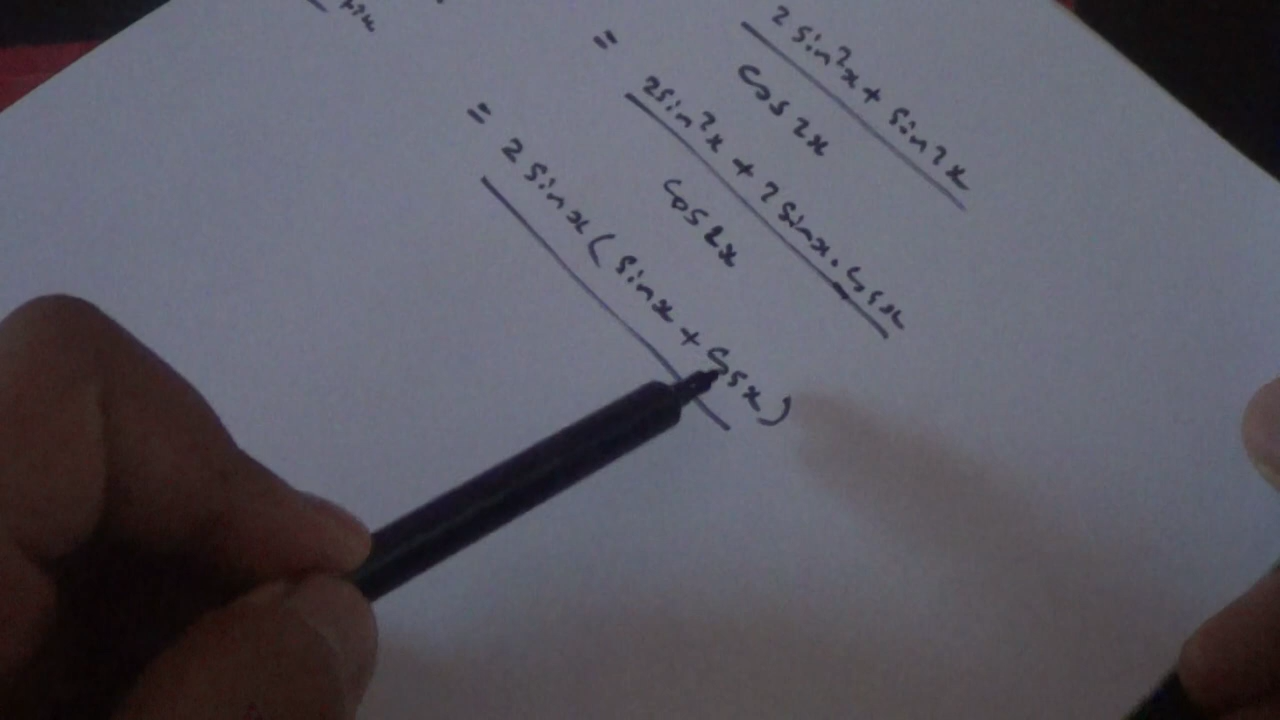 2 sin²x + sin2x
cos 2x
= 2sin²x + 2 sinx . cosx
cos 2x
= 2 sinx ( sinx + cosx )